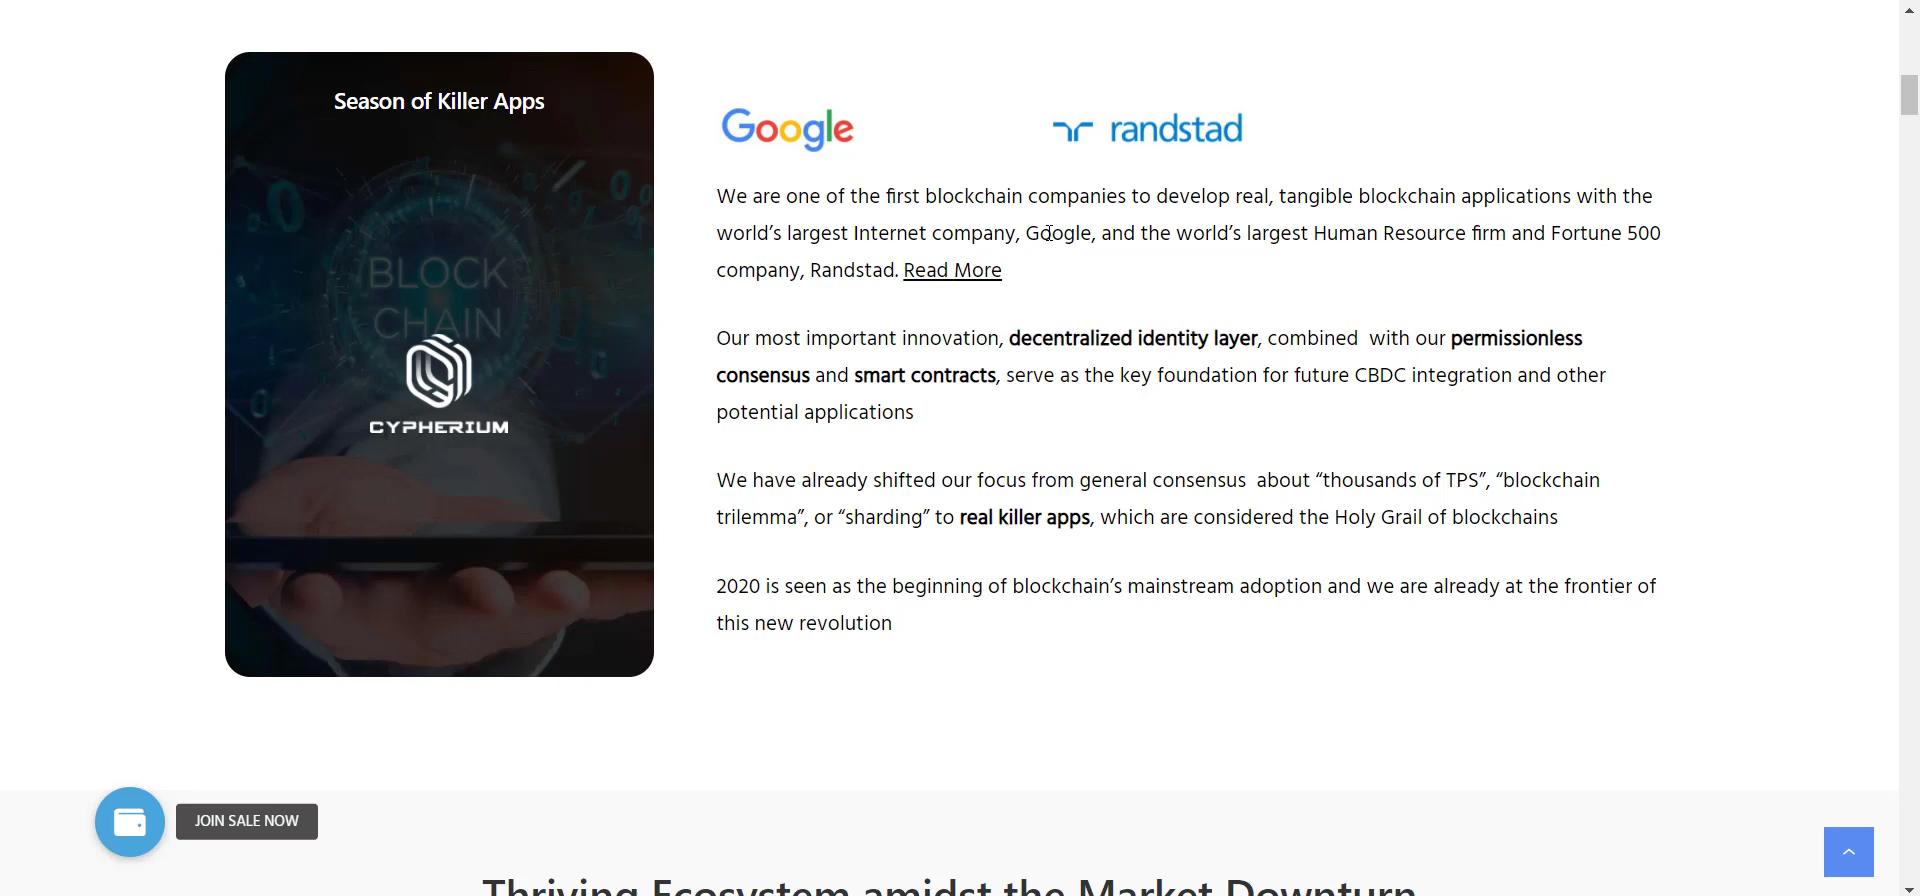 Season of Killer Apps
BLOCK
CHAIN
CYPHERIUM
Google
randstad
We are one of the first blockchain companies to develop real, tangible blockchain applications with the
world’s largest Internet company, Google, and the world’s largest Human Resource firm and Fortune 500
company, Randstad. Read More
Our most important innovation, decentralized identity layer, combined  with our permissionless
consensus and smart contracts, serve as the key foundation for future CBDC integration and other
potential applications
We have already shifted our focus from general consensus  about “thousands of TPS”, “blockchain
trilemma”, or “sharding” to real killer apps, which are considered the Holy Grail of blockchains
2020 is seen as the beginning of blockchain’s mainstream adoption and we are already at the frontier of
this new revolution
JOIN SALE NOW
Thriving Ecosystem amidst the Market Downturn